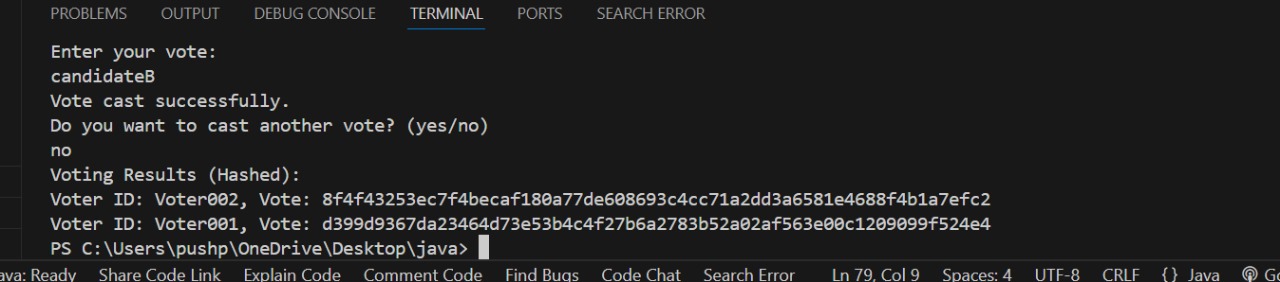 PROBLEMS OUTPUT DEBUG CONSOLE TERMINAL PORTS SEARCH ERROR
Enter your vote:
candidateB
Vote cast successfully.
Do you want to cast another vote? (yes/no)
no
Voting Results (Hashed):
Voter ID: Voter002, Vote: 8f4f43253ec7f4becaf180a77de608693c4cc71a2dd3a6581e4688f4b1a7efc2
Voter ID: Voter001, Vote: d399d9367da23464d73e53b4c4f27b6a2783b52a02af563e00c1209099f524e4
PS C:\Users\pushp\OneDrive\Desktop\java>
ava: Ready Share Code Link Explain Code Comment Code Find Bugs Code Chat Search Error Ln 79, Col 9 Spaces: 4 UTF-8 CRLF {} Java Go